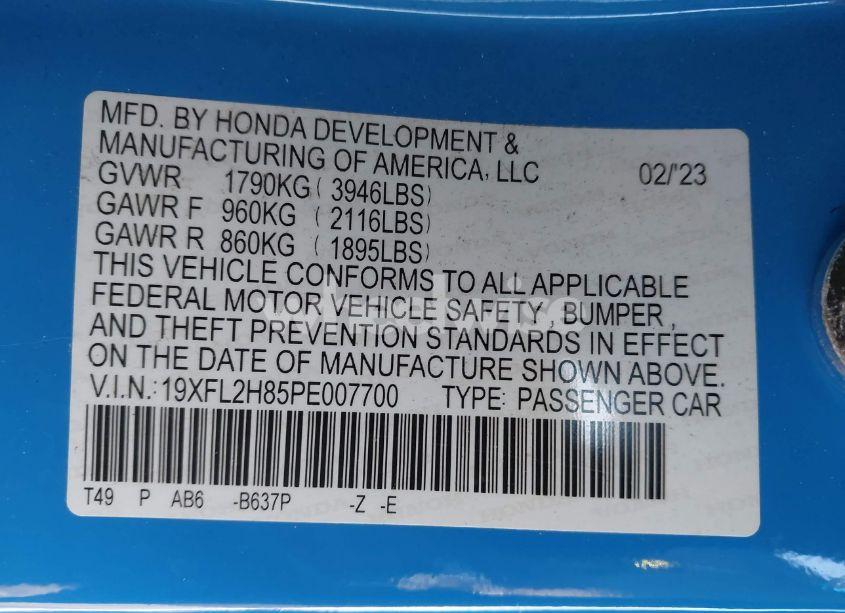 MFD. BY HONDA DEVELOPMENT &
MANUFACTURING OF AMERICA, LLC 02/'23
GVWR 1790KG ( 3946LBS)
GAWR F 960KG ( 2116LBS)
GAWR R 860KG ( 1895LBS)
THIS VEHICLE CONFORMS TO ALL APPLICABLE
FEDERAL MOTOR VEHICLE SAFETY, BUMPER,
AND THEFT PREVENTION STANDARDS IN EFFECT
ON THE DATE OF MANUFACTURE SHOWN ABOVE.
V.I.N.: 19XFL2H85PE007700 TYPE: PASSENGER CAR
T49 P AB6 -B637P -Z -E